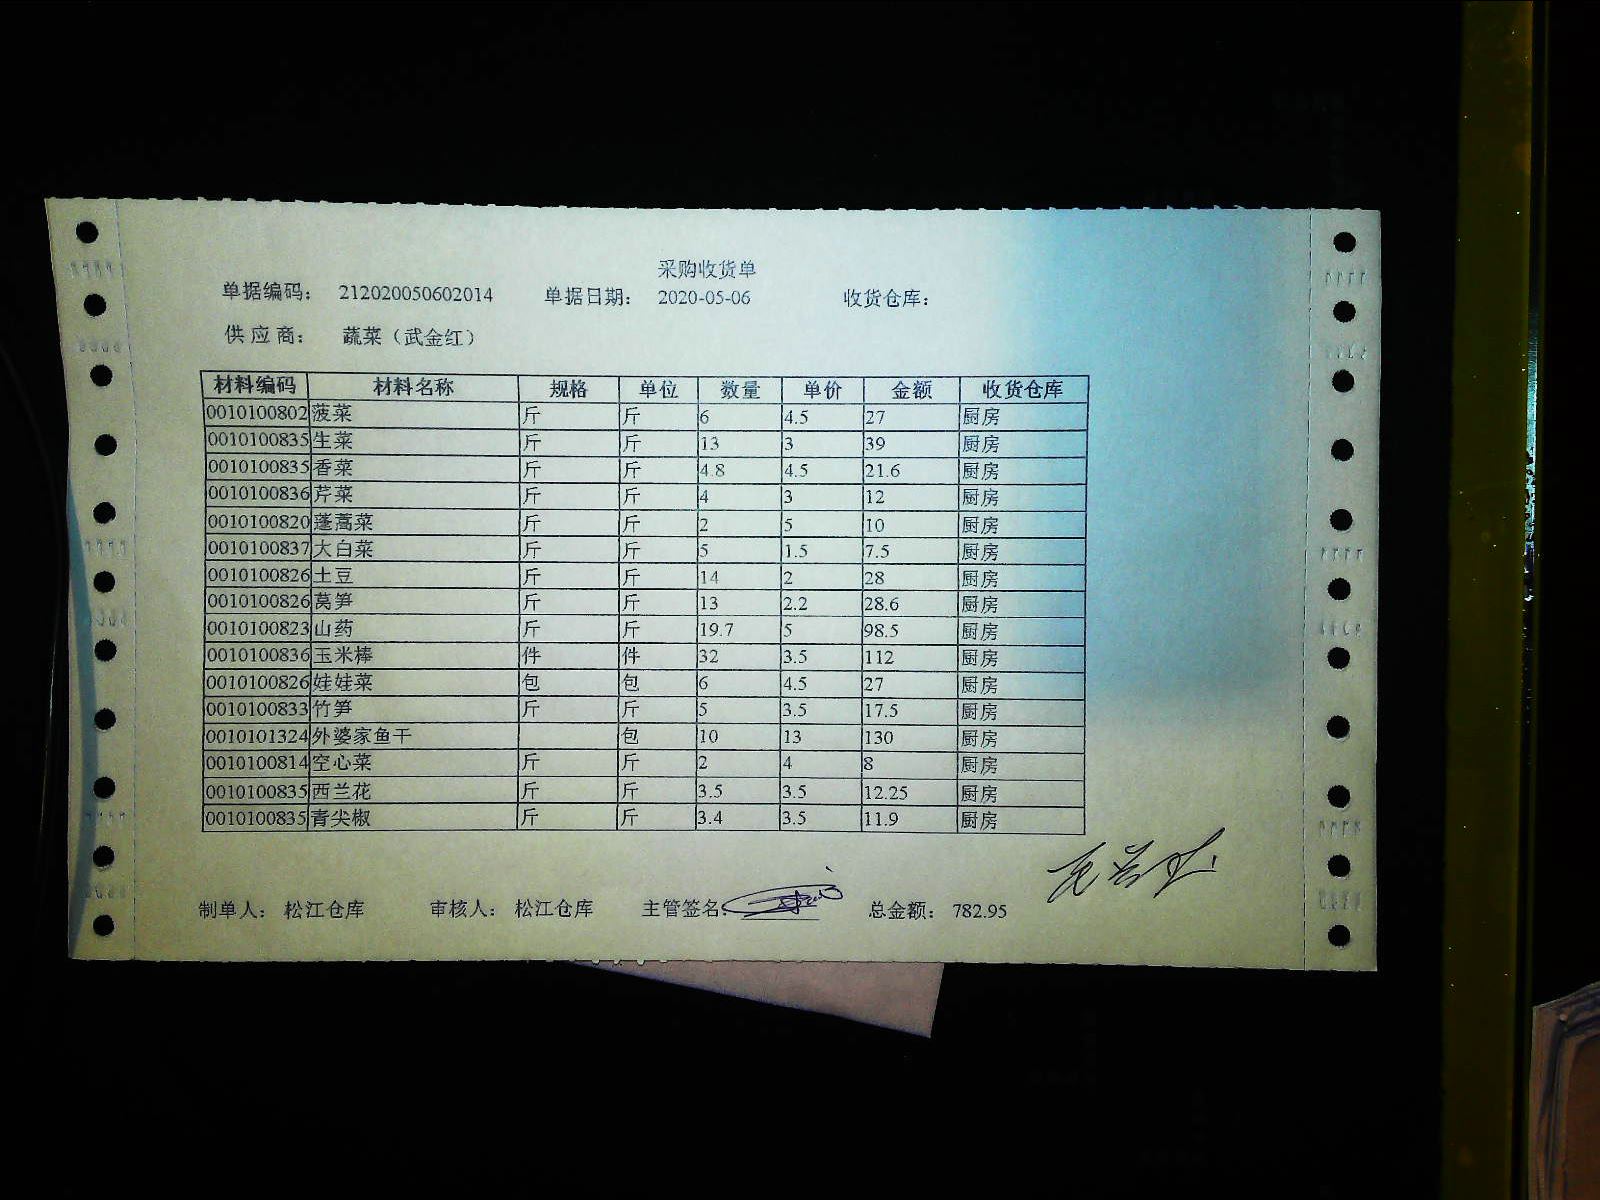 采购收货单
单据编码： 212020050602014 单据日期： 2020-05-06 收货仓库：
供 应 商： 蔬菜（武金红）
材料编码 材料名称 规格 单位 数量 单价 金额 收货仓库
0010100802 菠菜 斤 斤 6 4.5 27 厨房
0010100835 生菜 斤 斤 13 3 39 厨房
0010100835 香菜 斤 斤 4.8 4.5 21.6 厨房
0010100836 芹菜 斤 斤 4 3 12 厨房
0010100820 蓬蒿菜 斤 斤 2 5 10 厨房
0010100837 大白菜 斤 斤 5 1.5 7.5 厨房
0010100826 土豆 斤 斤 14 2 28 厨房
0010100826 莴笋 斤 斤 13 2.2 28.6 厨房
0010100823 山药 斤 斤 19.7 5 98.5 厨房
0010100836 玉米棒 件 件 32 3.5 112 厨房
0010100826 娃娃菜 包 包 6 4.5 27 厨房
0010100833 竹笋 斤 斤 5 3.5 17.5 厨房
0010101324 外婆家鱼干 包 10 13 130 厨房
0010100814 空心菜 斤 斤 2 4 8 厨房
0010100835 西兰花 斤 斤 3.5 3.5 12.25 厨房
0010100835 青尖椒 斤 斤 3.4 3.5 11.9 厨房
制单人： 松江仓库 审核人： 松江仓库 主管签名： 总金额： 782.95